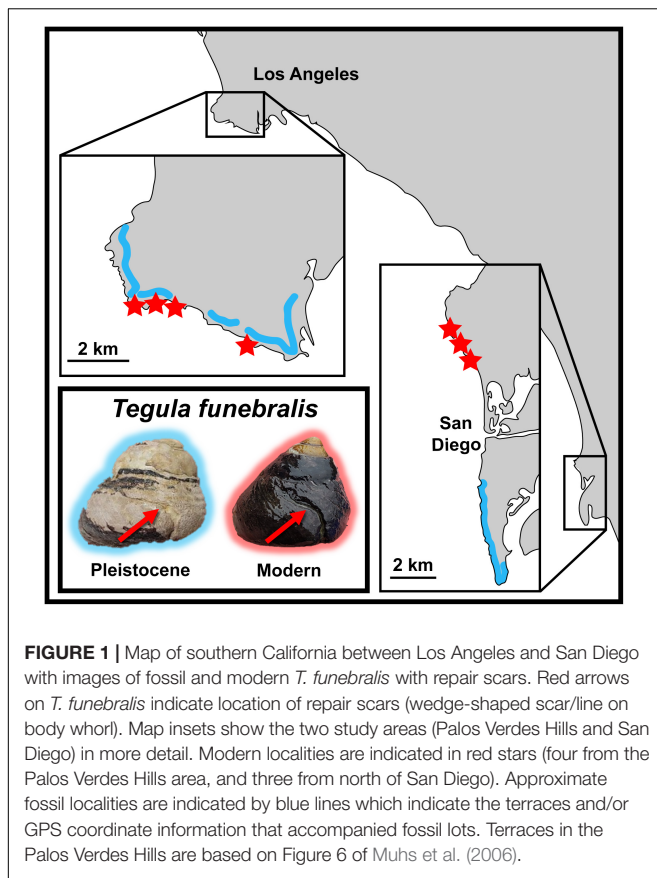 Los Angeles
2 km
San
Diego
2 km
Tegula funebralis
Pleistocene
Modern
FIGURE 1 | Map of southern California between Los Angeles and San Diego
with images of fossil and modern T. funebralis with repair scars. Red arrows
on T. funebralis indicate location of repair scars (wedge-shaped scar/line on
body whorl). Map insets show the two study areas (Palos Verdes Hills and San
Diego) in more detail. Modern localities are indicated in red stars (four from the
Palos Verdes Hills area, and three from north of San Diego). Approximate
fossil localities are indicated by blue lines which indicate the terraces and/or
GPS coordinate information that accompanied fossil lots. Terraces in the
Palos Verdes Hills are based on Figure 6 of Muhs et al. (2006).